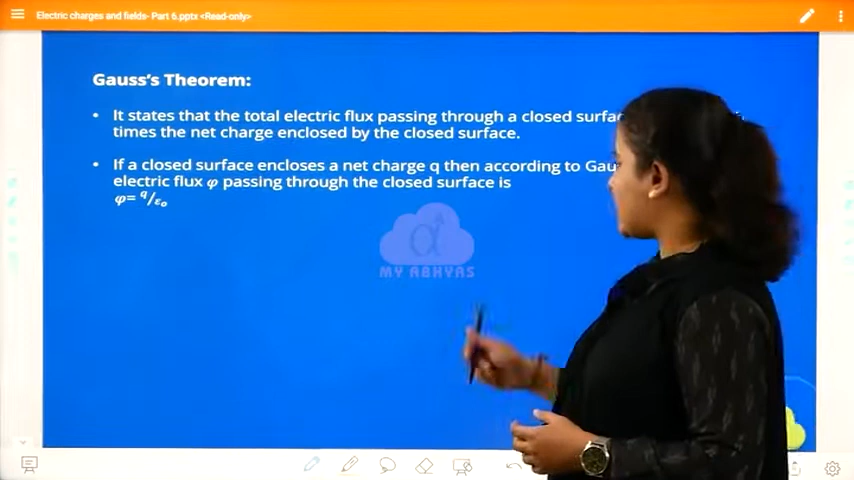 Electric charges and fields- Part 6.pptx <Read-only>
Gauss's Theorem:
• It states that the total electric flux passing through a closed
times the net charge enclosed by the closed surface.
• If a closed surface encloses a net charge q then according to
electric flux φ passing through the closed surface is
φ= q/ε₀
MY ABHYAS